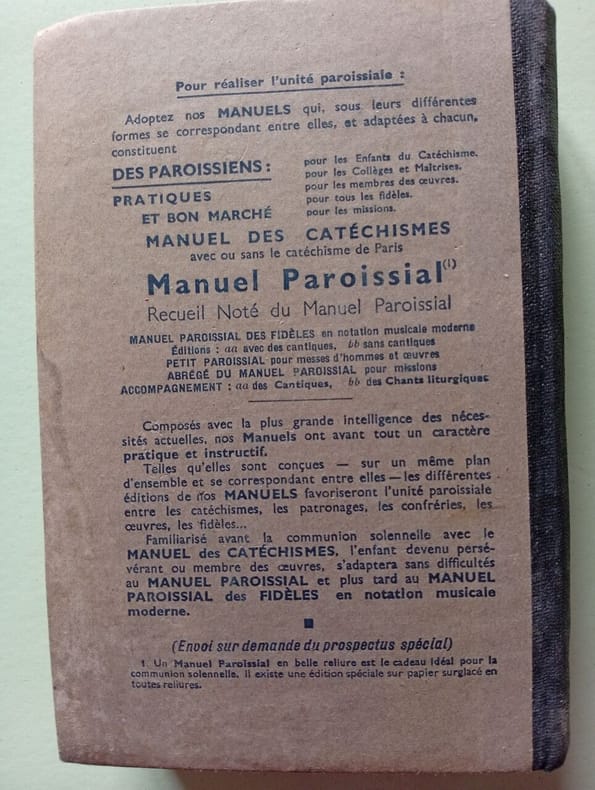 Pour réaliser l'unité paroissiale :
Adoptez nos MANUELS qui, sous leurs différentes
formes se correspondant entre elles, et adaptées à chacun,
constituent
DES PAROISSIENS :
PRATIQUES
ET BON MARCHÉ
pour les Enfants du Catéchisme.
pour les Collèges et Maîtrises.
pour les membres des œuvres.
pour tous les fidèles.
pour les missions.
MANUEL DES CATÉCHISMES
avec ou sans le catéchisme de Paris
Manuel Paroissial(1)
Recueil Noté du Manuel Paroissial
MANUEL PAROISSIAL DES FIDÈLES en notation musicale moderne
Éditions : aa avec des cantiques, bb sans cantiques
PETIT PAROISSIAL pour messes d'hommes et œuvres
ABRÉGÉ DU MANUEL PAROISSIAL pour missions
ACCOMPAGNEMENT : aa des Cantiques, bb des Chants liturgiques
Composés avec la plus grande intelligence des néces-
sités actuelles, nos Manuels ont avant tout un caractère
pratique et instructif.
Telles qu'elles sont conçues — sur un même plan
d'ensemble et se correspondant entre elles — les différentes
éditions de nos MANUELS favoriseront l'unité paroissiale
entre les catéchismes, les patronages, les confréries, les
œuvres, les fidèles...
Familiarisé avant la communion solennelle avec le
MANUEL des CATÉCHISMES, l'enfant devenu persé-
vérant ou membre des œuvres, s'adaptera sans difficultés
au MANUEL PAROISSIAL et plus tard au MANUEL
PAROISSIAL des FIDÈLES en notation musicale
moderne.
(Envoi sur demande du prospectus spécial)
1. Un Manuel Paroissial en belle reliure est le cadeau idéal pour la
communion solennelle. Il existe une édition spéciale sur papier surglacé en
toutes reliures.